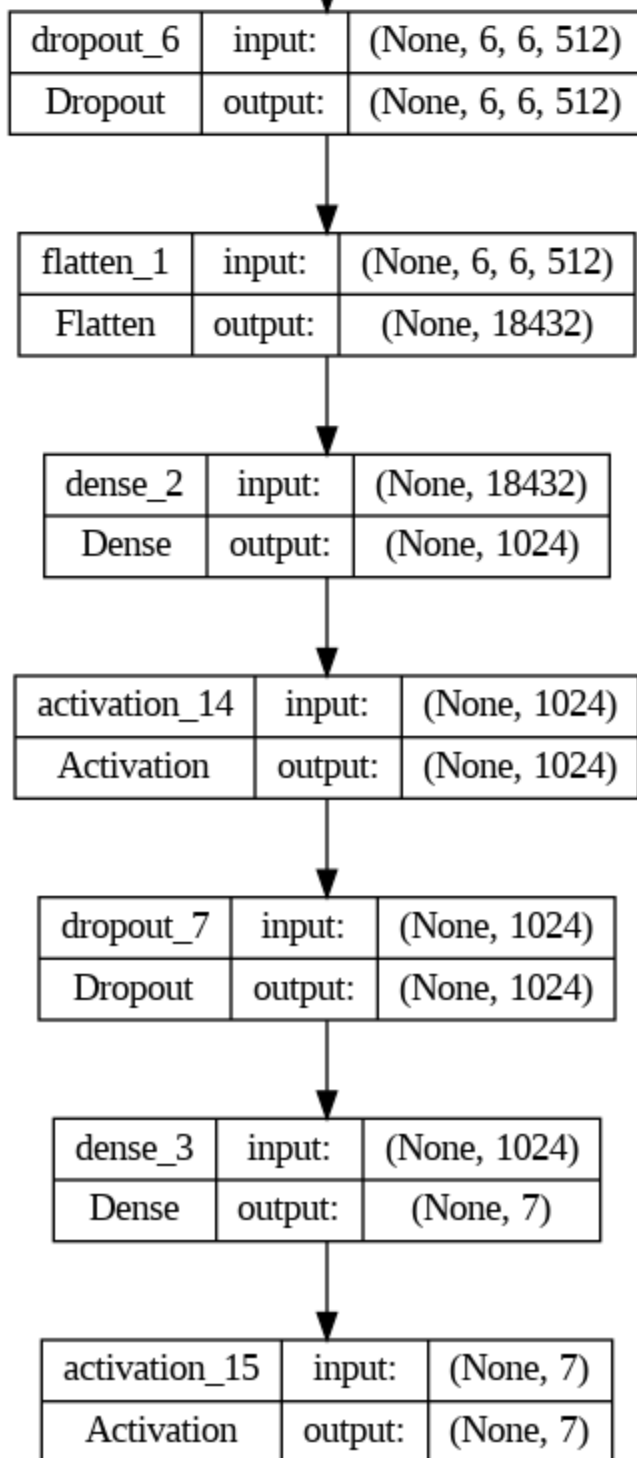 dropout_6 input: (None, 6, 6, 512)
Dropout output: (None, 6, 6, 512)
flatten_1 input: (None, 6, 6, 512)
Flatten output: (None, 18432)
dense_2 input: (None, 18432)
Dense output: (None, 1024)
activation_14 input: (None, 1024)
Activation output: (None, 1024)
dropout_7 input: (None, 1024)
Dropout output: (None, 1024)
dense_3 input: (None, 1024)
Dense output: (None, 7)
activation_15 input: (None, 7)
Activation output: (None, 7)